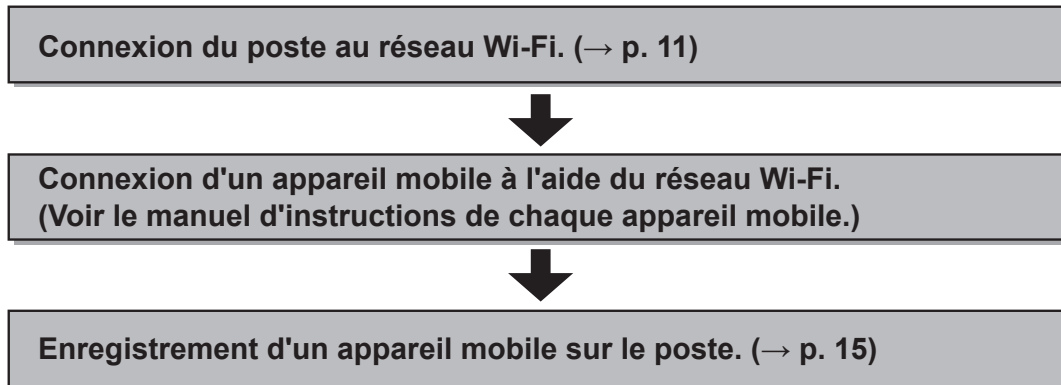 Connexion du poste au réseau Wi-Fi. (→ p. 11)
Connexion d'un appareil mobile à l'aide du réseau Wi-Fi.
(Voir le manuel d'instructions de chaque appareil mobile.)
Enregistrement d'un appareil mobile sur le poste. (→ p. 15)